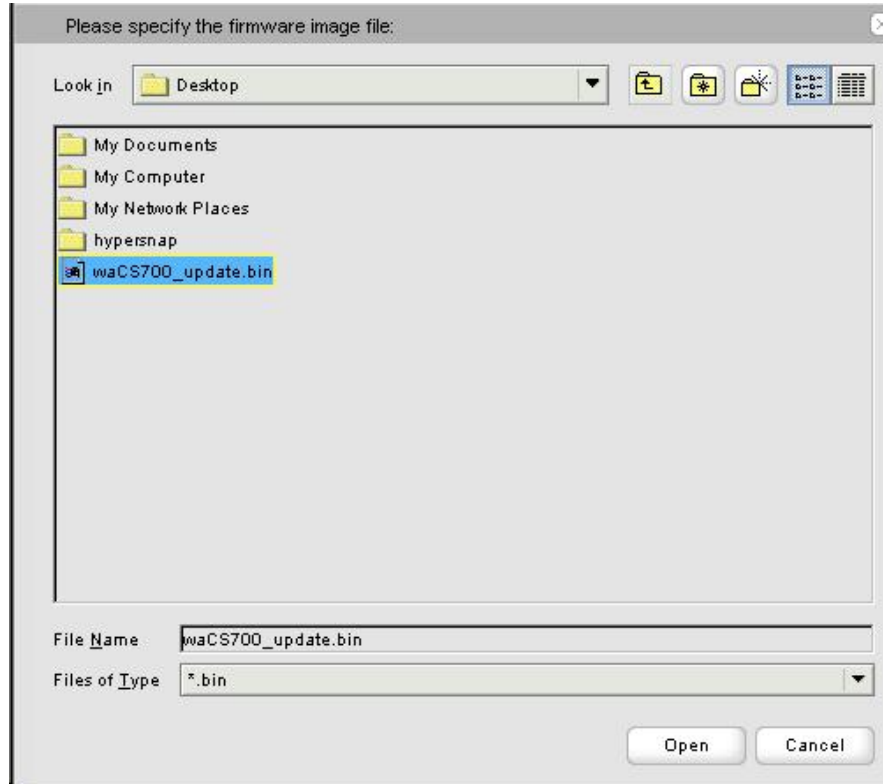 Please specify the firmware image file:
Look in Desktop
My Documents
My Computer
My Network Places
hypersnap
waCS700_update.bin
File Name waCS700_update.bin
Files of Type *.bin
Open Cancel